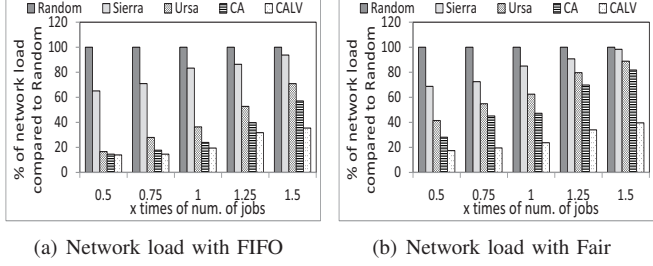 Random Sierra Ursa CA CALV
% of network load
compared to Random
120
100
80
60
40
20
0
0.5 0.75 1 1.25 1.5
x times of num. of jobs
(a) Network load with FIFO
Random Sierra Ursa CA CALV
% of network load
compared to Random
120
100
80
60
40
20
0
0.5 0.75 1 1.25 1.5
x times of num. of jobs
(b) Network load with Fair